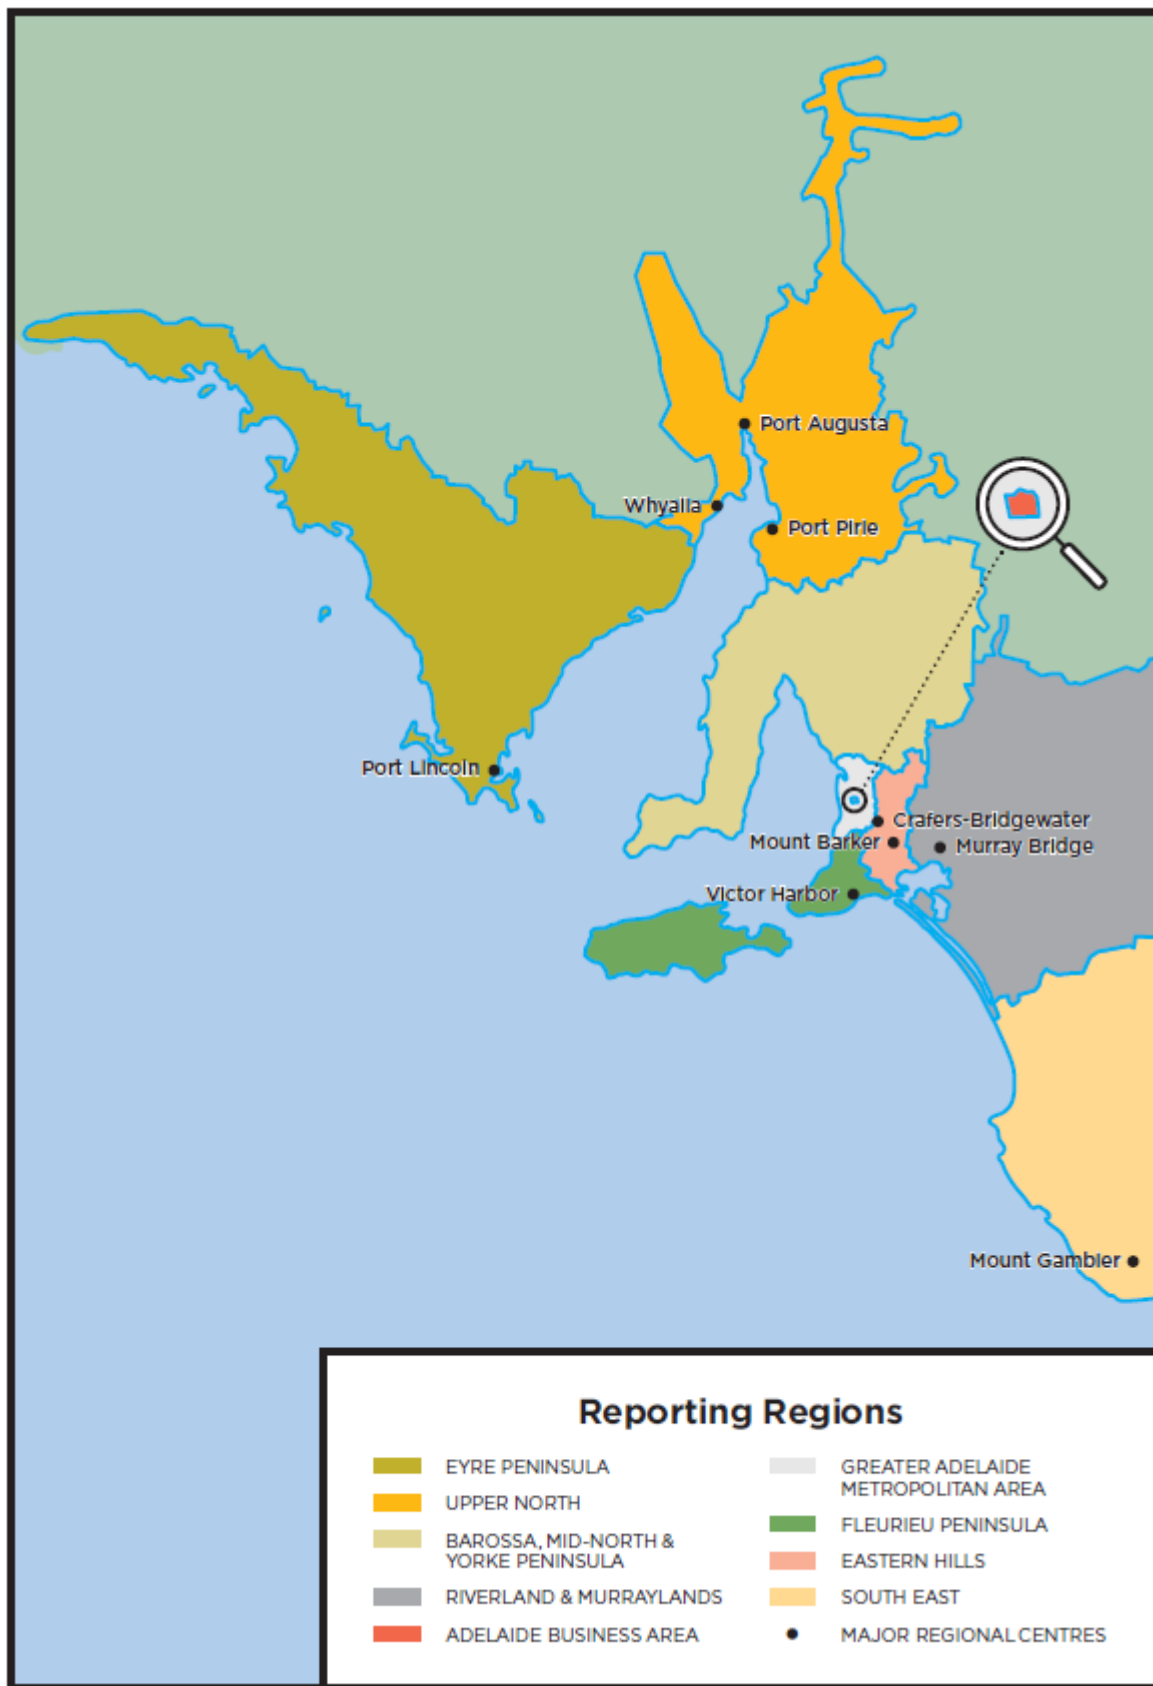 Port Augusta
Whyalla
Port Pirie
Port Lincoln
Crafers-Bridgewater
Mount Barker
Murray Bridge
Victor Harbor
Mount Gambier
Reporting Regions
EYRE PENINSULA
UPPER NORTH
BAROSSA, MID-NORTH &
YORKE PENINSULA
RIVERLAND & MURRAYLANDS
ADELAIDE BUSINESS AREA
GREATER ADELAIDE
METROPOLITAN AREA
FLEURIEU PENINSULA
EASTERN HILLS
SOUTH EAST
MAJOR REGIONAL CENTRES